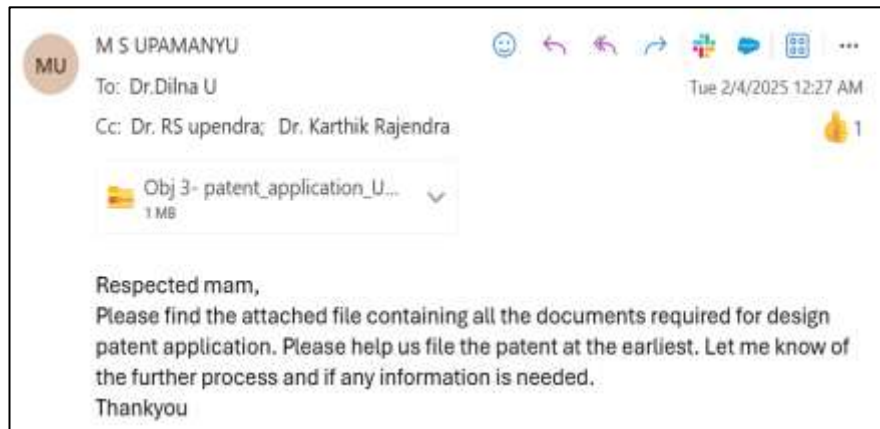 M S UPAMANYU
MU
To: Dr.Dilna U
Tue 2/4/2025 12:27 AM
Cc: Dr. RS upendra; Dr. Karthik Rajendra
1
Obj 3- patent_application_U...
1 MB
Respected mam,
Please find the attached file containing all the documents required for design
patent application. Please help us file the patent at the earliest. Let me know of
the further process and if any information is needed.
Thankyou